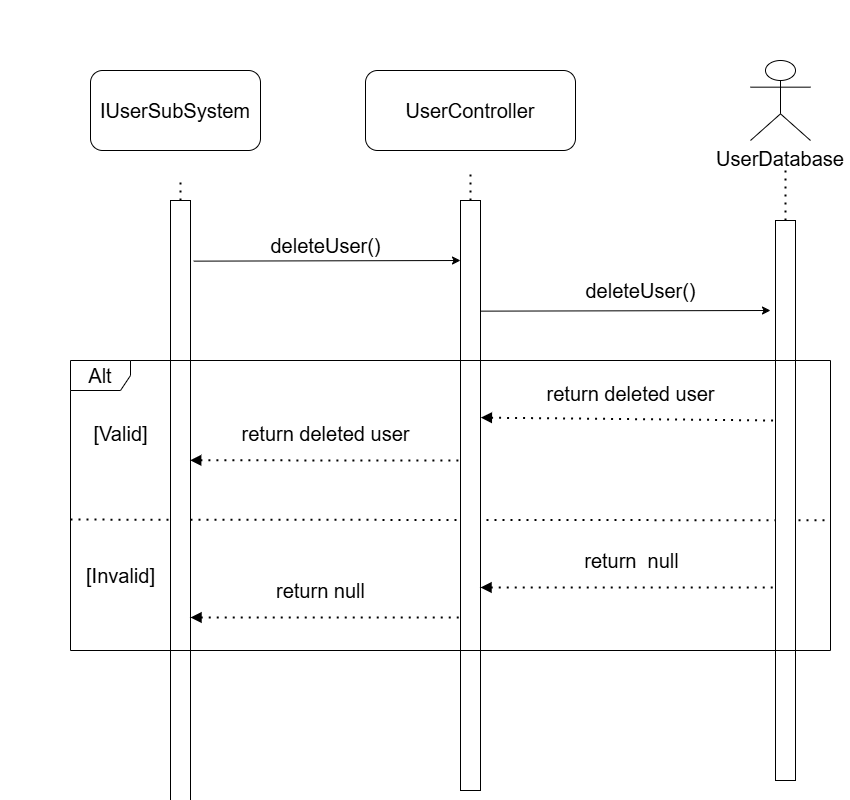 IUserSubSystem
UserController
UserDatabase
deleteUser()
deleteUser()
Alt
return deleted user
[Valid]
return deleted user
return  null
[Invalid]
return null